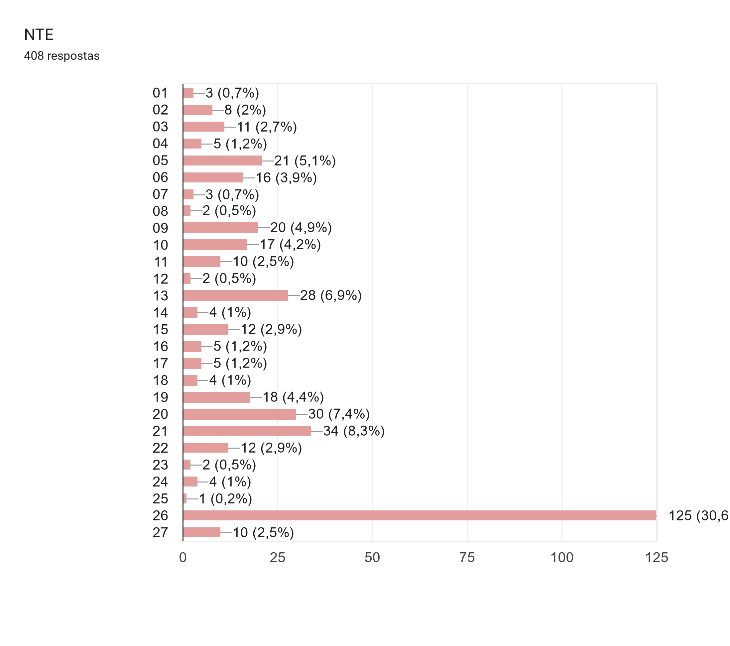 NTE
408 respostas
01 3 (0,7%)
02 8 (2%)
03 11 (2,7%)
04 5 (1,2%)
05 21 (5,1%)
06 16 (3,9%)
07 3 (0,7%)
08 2 (0,5%)
09 20 (4,9%)
10 17 (4,2%)
11 10 (2,5%)
12 2 (0,5%)
13 28 (6,9%)
14 4 (1%)
15 12 (2,9%)
16 5 (1,2%)
17 5 (1,2%)
18 4 (1%)
19 18 (4,4%)
20 30 (7,4%)
21 34 (8,3%)
22 12 (2,9%)
23 2 (0,5%)
24 4 (1%)
25 1 (0,2%)
26 125 (30,6
27 10 (2,5%)
0 25 50 75 100 125